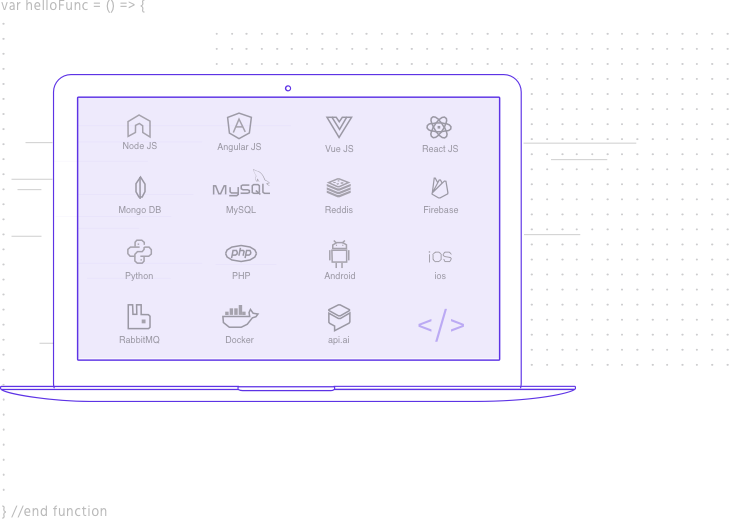 var helloFunc = () => {
Node JS
Angular JS
Vue JS
React JS
MySQL
Mongo DB
MySQL
Reddis
Firebase
php
iOS
Python
PHP
Android
ios
RabbitMQ
Docker
api.ai
</>
} //end function